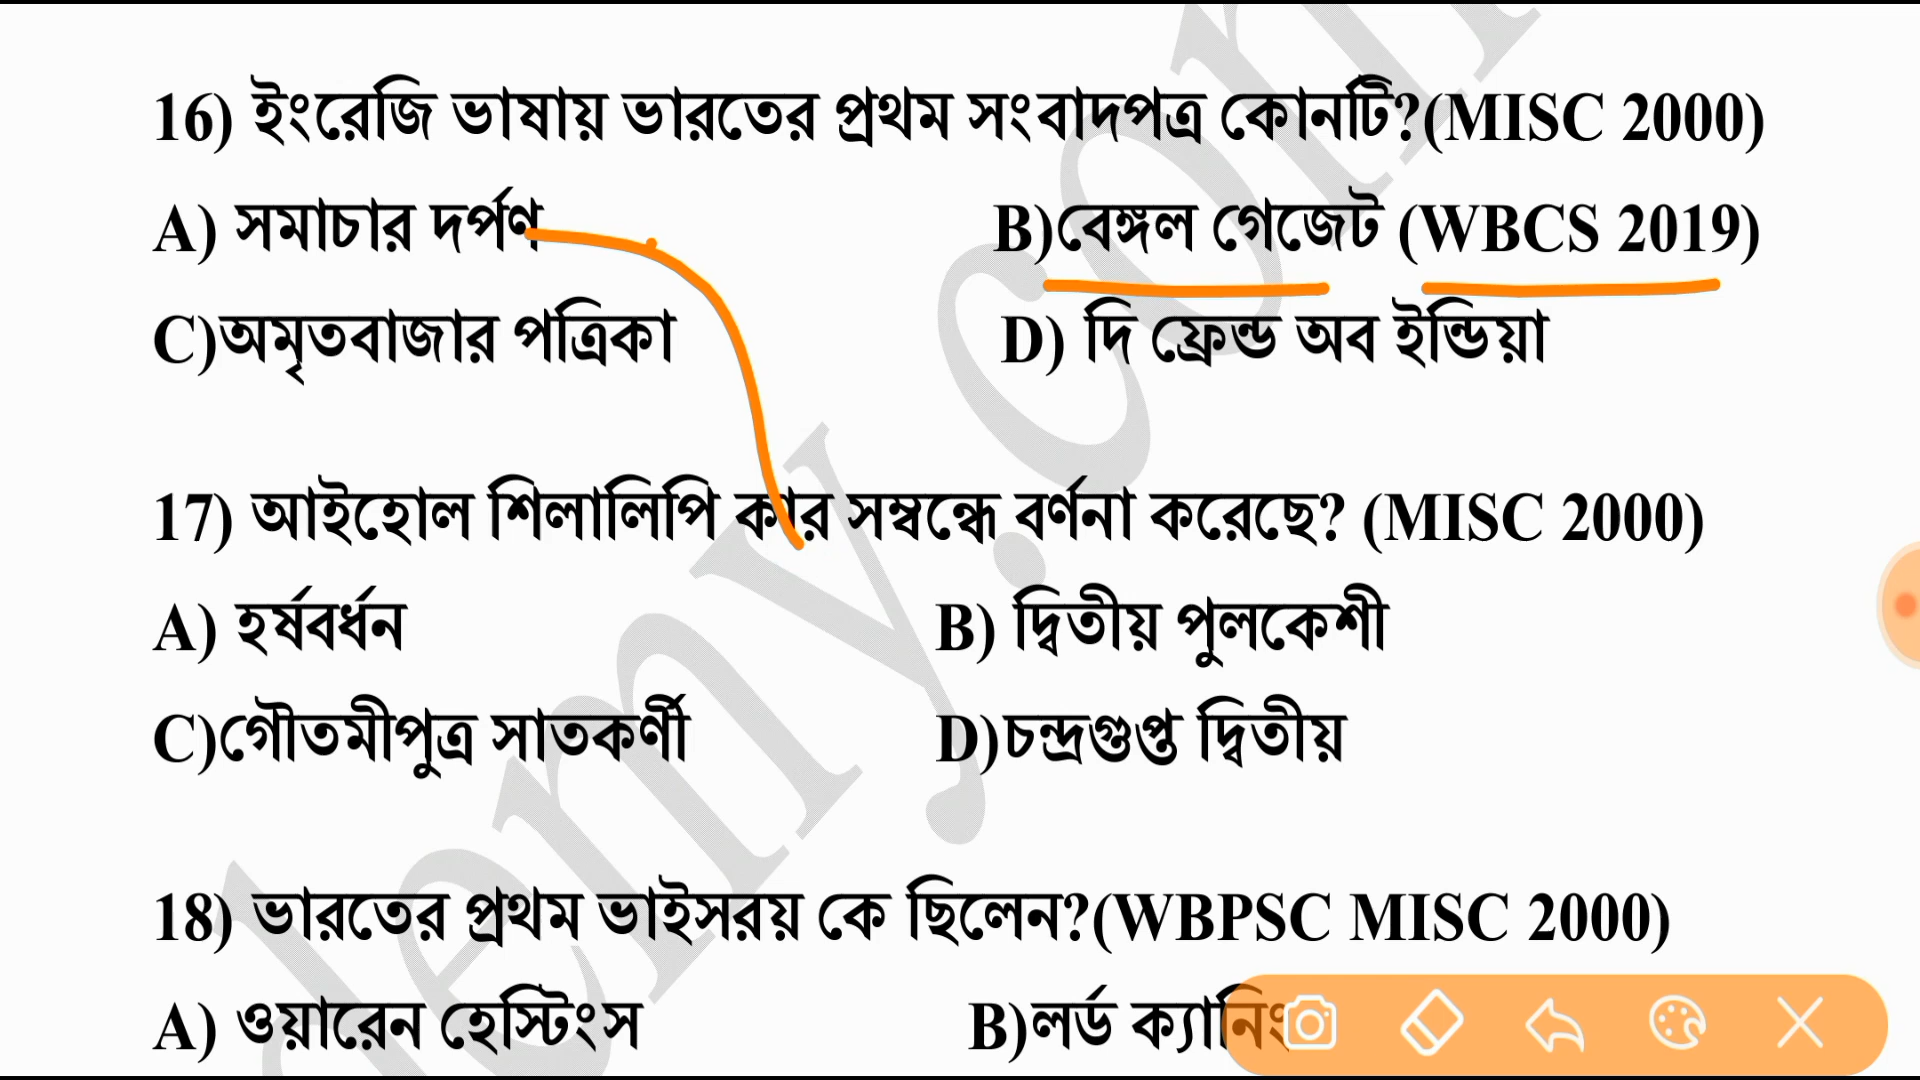 16) ইংরেজি ভাষায় ভারতের প্রথম সংবাদপত্র কোনটি?(MISC 2000)
A) সমাচার দর্পণ B)বেঙ্গল গেজেট (WBCS 2019)
C)অমৃতবাজার পত্রিকা D) দি ফ্রেন্ড অব ইন্ডিয়া
17) আইহোল শিলালিপি কার সম্বন্ধে বর্ণনা করেছে? (MISC 2000)
A) হর্ষবর্ধন B) দ্বিতীয় পুলকেশী
C)গৌতমীপুত্র সাতকর্ণী D)চন্দ্রগুপ্ত দ্বিতীয়
18) ভারতের প্রথম ভাইসরয় কে ছিলেন?(WBPSC MISC 2000)
A) ওয়ারেন হেস্টিংস B)লর্ড ক্যানিং
demy.com